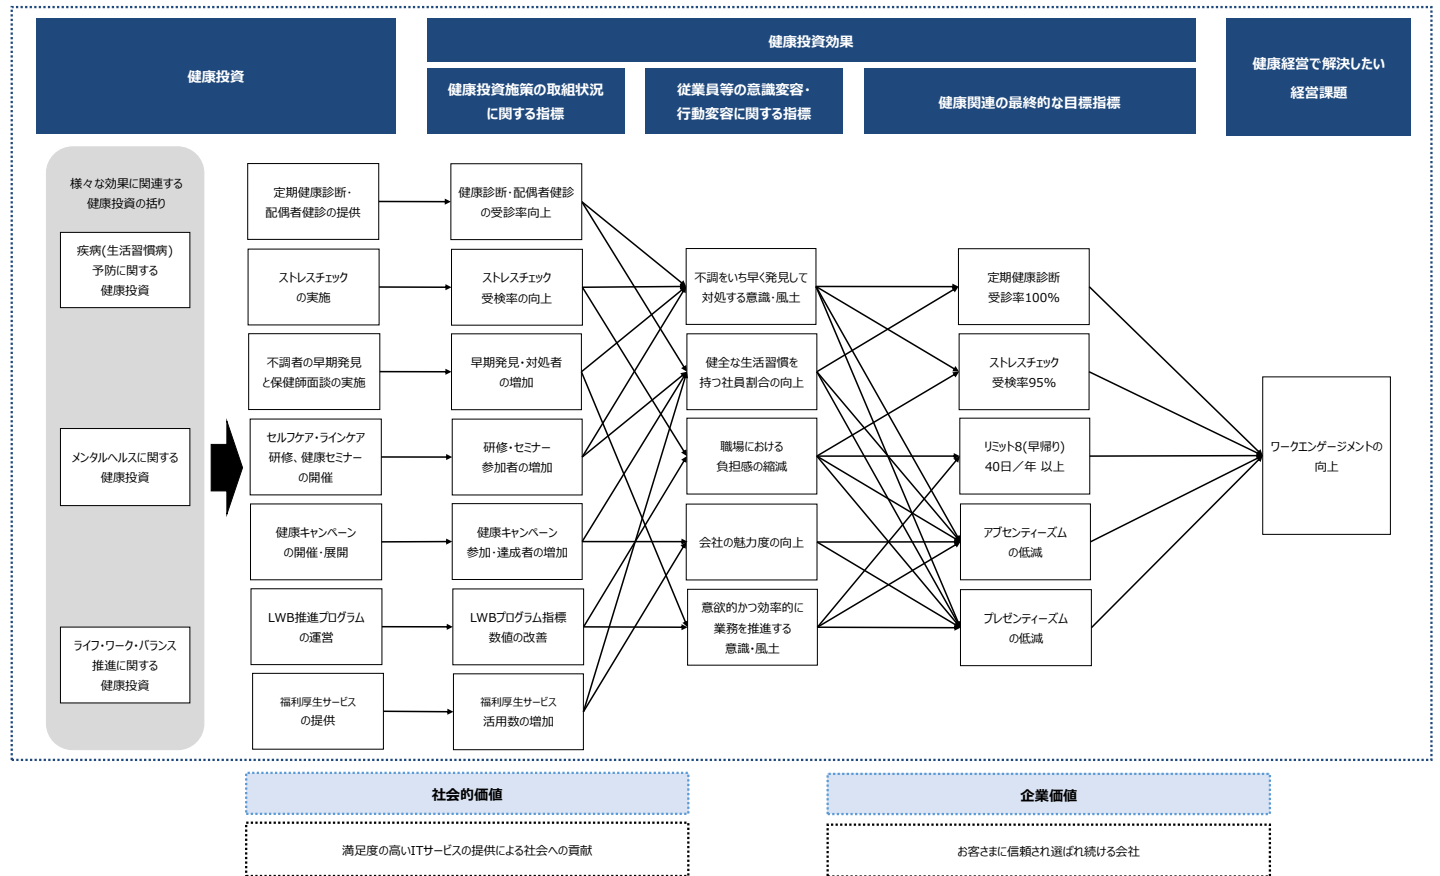 健康投資
健康投資効果
健康経営で解決したい
経営課題
健康投資施策の取組状況
に関する指標
従業員等の意識変容・
行動変容に関する指標
健康関連の最終的な目標指標
様々な効果に関連する
健康投資の括り
疾病(生活習慣病)
予防に関する
健康投資
メンタルヘルスに関する
健康投資
ライフ・ワーク・バランス
推進に関する
健康投資
定期健康診断・
配偶者健診の提供
ストレスチェック
の実施
不調者の早期発見
と保健師面談の実施
セルフケア・ラインケア
研修、健康セミナー
の開催
健康キャンペーン
の開催・展開
LWB推進プログラム
の運営
福利厚生サービス
の提供
健康診断・配偶者健診
の受診率向上
ストレスチェック
受検率の向上
早期発見・対処者
の増加
研修・セミナー
参加者の増加
健康キャンペーン
参加・達成者の増加
LWBプログラム指標
数値の改善
福利厚生サービス
活用数の増加
不調をいち早く発見して
対処する意識・風土
健全な生活習慣を
持つ社員割合の向上
職場における
負担感の縮減
会社の魅力度の向上
意欲的かつ効率的に
業務を推進する
意識・風土
定期健康診断
受診率100%
ストレスチェック
受検率95%
リミット8(早帰り)
40日／年 以上
アブセンティーズム
の低減
プレゼンティーズム
の低減
ワークエンゲージメントの
向上
社会的価値
満足度の高いITサービスの提供による社会への貢献
企業価値
お客さまに信頼され選ばれ続ける会社